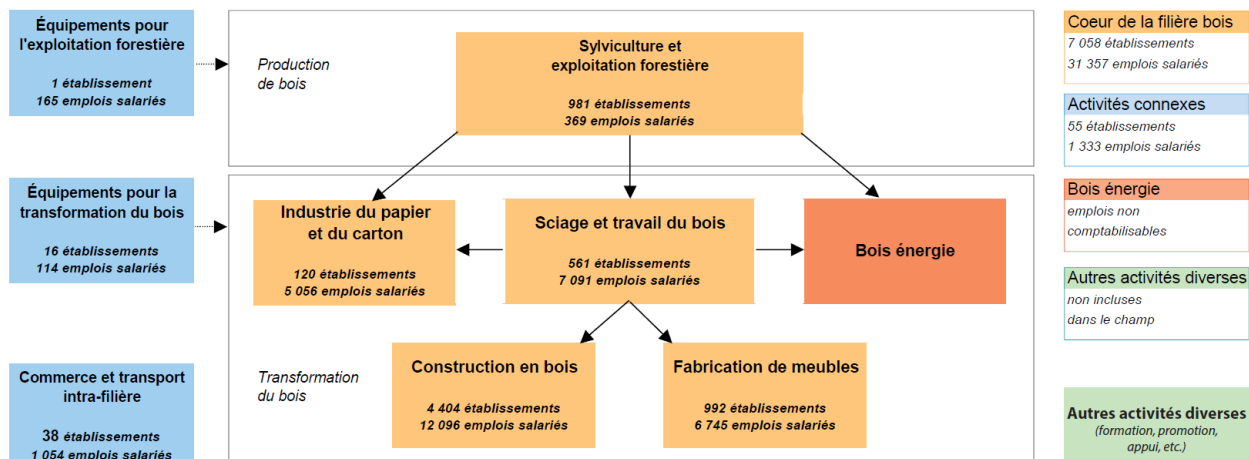 Équipements pour
l'exploitation forestière
1 établissement
165 emplois salariés
Production
de bois
Sylviculture et
exploitation forestière
981 établissements
369 emplois salariés
Coeur de la filière bois
7 058 établissements
31 357 emplois salariés
Activités connexes
55 établissements
1 333 emplois salariés
Équipements pour la
transformation du bois
16 établissements
114 emplois salariés
Industrie du papier
et du carton
120 établissements
5 056 emplois salariés
Sciage et travail du bois
561 établissements
7 091 emplois salariés
Bois énergie
Bois énergie
emplois non
comptabilisables
Autres activités diverses
non incluses
dans le champ
Commerce et transport
intra-filière
38 établissements
1 054 emplois salariés
Transformation
du bois
Construction en bois
4 404 établissements
12 096 emplois salariés
Fabrication de meubles
992 établissements
6 745 emplois salariés
Autres activités diverses
(formation, promotion,
appui, etc.)